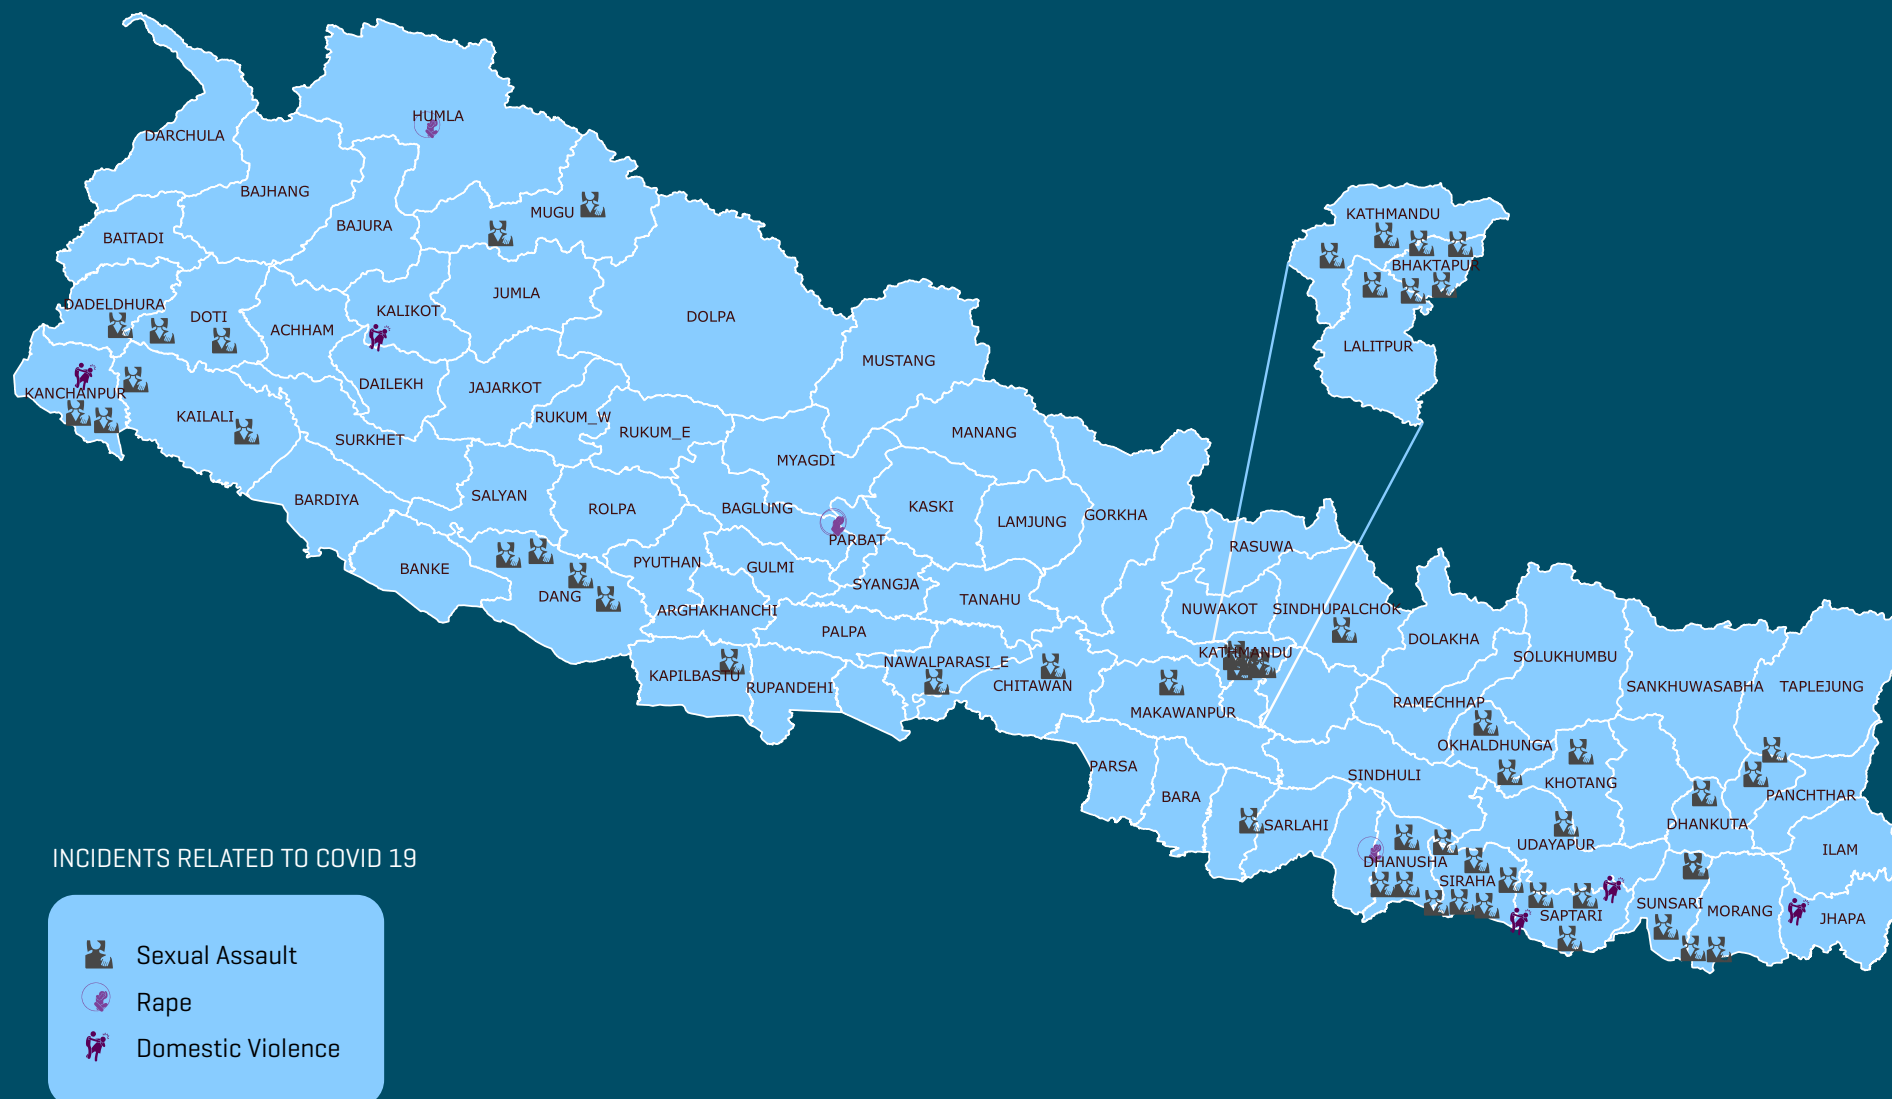 HUMLA
DARCHULA
BAJHANG
MUGU
KATHMANDU
BAJURA
BAITADI
BHAKTAPUR
JUMLA
DADELDHURA
KALIKOT
DOTI
DOLPA
ACHHAM
LALITPUR
MUSTANG
DAILEKH
JAJARKOT
KANCHANPUR
KAILALI
RUKUM_W
RUKUM_E
MANANG
SURKHET
MYAGDI
SALYAN
BARDIYA
KASKI
BAGLUNG
ROLPA
GORKHA
LAMJUNG
PARBAT
RASUWA
PYUTHAN
GULMI
BANKE
SYANGJA
DANG
TANAHU
ARGHAKHANCHI
NUWAKOT
SINDHUPALCHOK
PALPA
DOLAKHA
KATHMANDU
SOLUKHUMBU
NAWALPARASI_E
KAPILBASTU
RUPANDEHI
CHITAWAN
SANKHUWASABHA
TAPLEJUNG
RAMECHHAP
MAKAWANPUR
OKHALDHUNGA
PARSA
SINDHULI
KHOTANG
BARA
PANCHTHAR
SARLAHI
DHANKUTA
UDAYAPUR
ILAM
DHANUSHA
SIRAHA
SUNSARI
MORANG
SAPTARI
JHAPA
INCIDENTS RELATED TO COVID 19
Sexual Assault
Rape
Domestic Violence